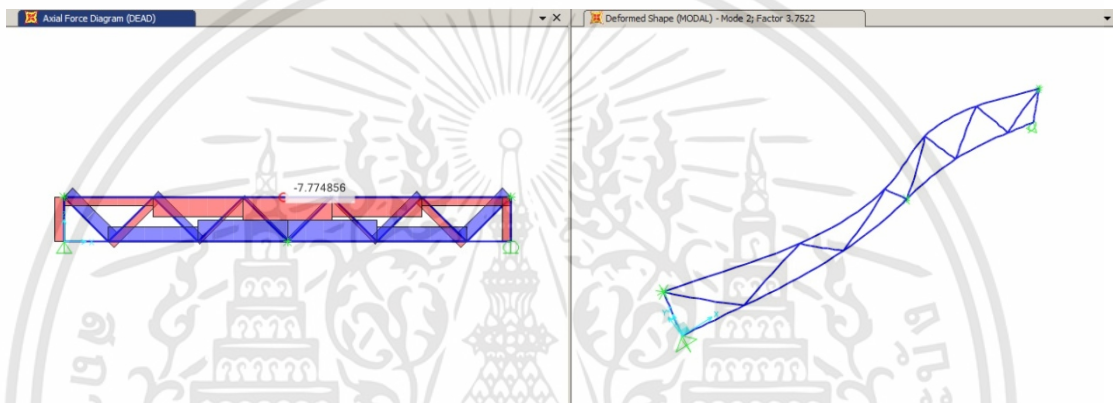 Axial Force Diagram (DEAD)
Deformed Shape (MODAL) - Mode 2; Factor 3.7522
-7.774856